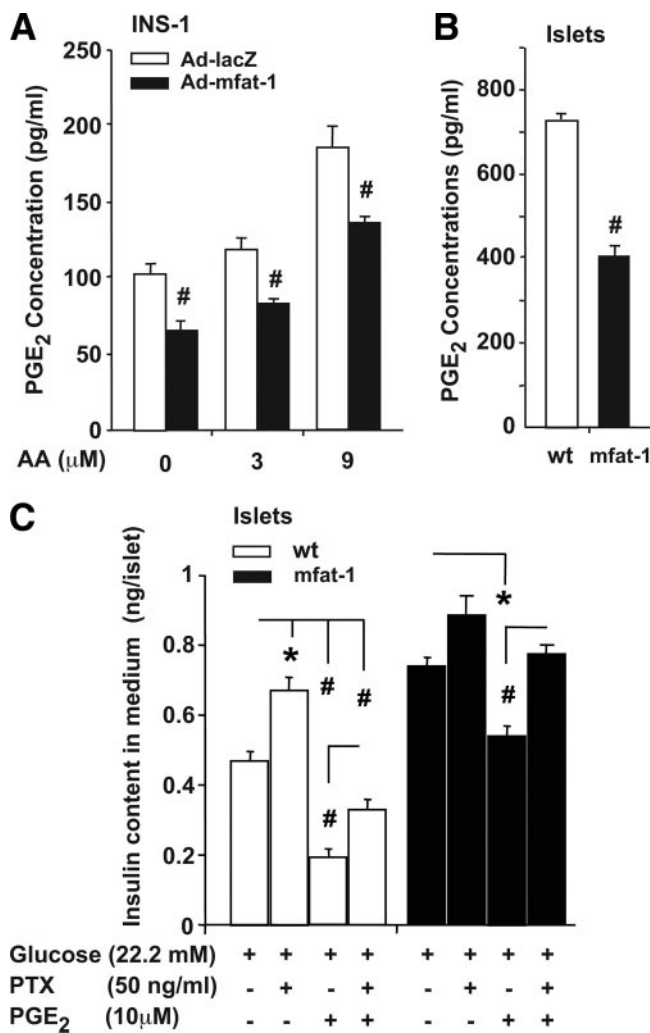 A
INS-1
Ad-lacZ
Ad-mfat-1
PGE2 Concentration (pg/ml)
250
200
150
100
50
0
#
#
#
AA (μM) 0 3 9
B
Islets
PGE2 Concentrations (pg/ml)
800
600
400
200
0
#
wt mfat-1
C
Islets
wt
mfat-1
Insulin content in medium (ng/islet)
1
0.8
0.6
0.4
0.2
0
*
#
#
#
*
#
Glucose (22.2 mM) + + + + + + + +
PTX (50 ng/ml) - + - + - + - +
PGE2 (10μM) - - + + - - + +